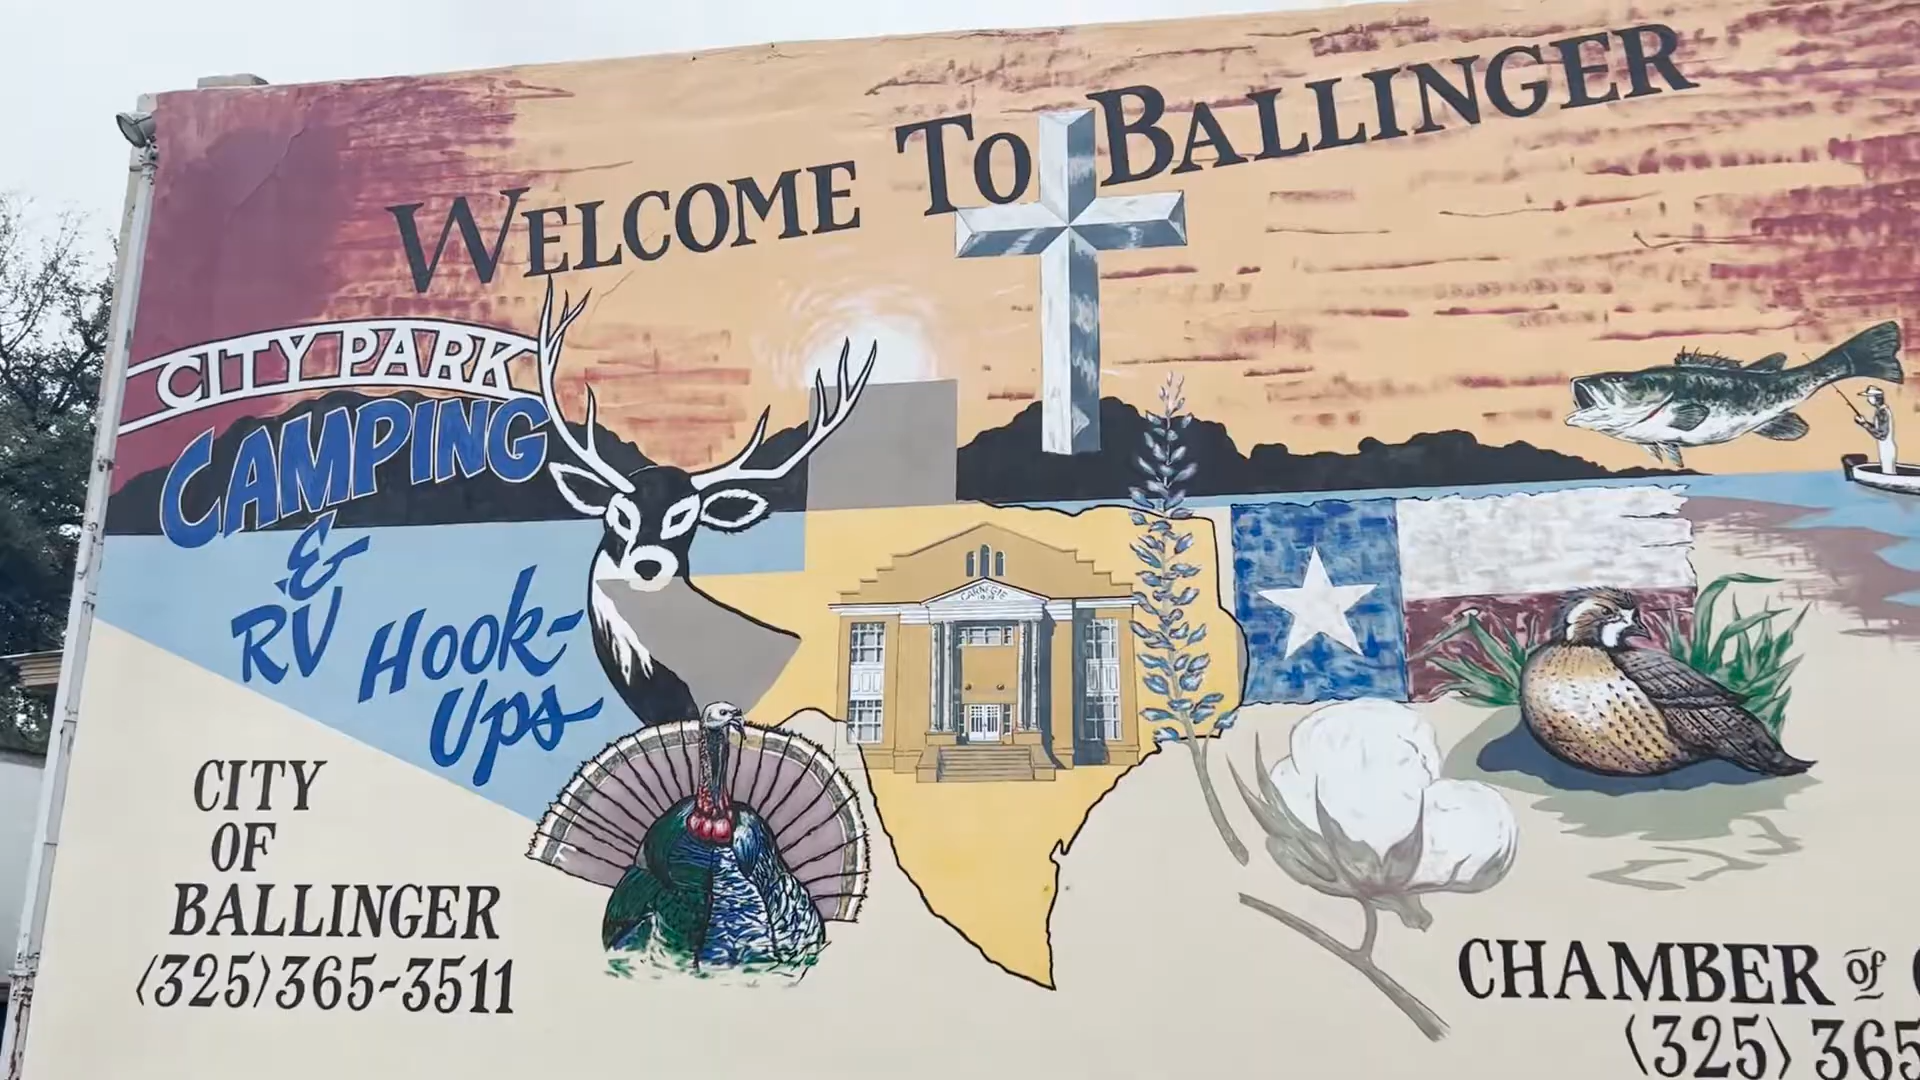 WELCOME TO BALLINGER
CITY PARK
CAMPING
&
RV HOOK-
UPS
CARNEGIE
CITY
OF
BALLINGER
(325)365-3511
CHAMBER of
(325) 365